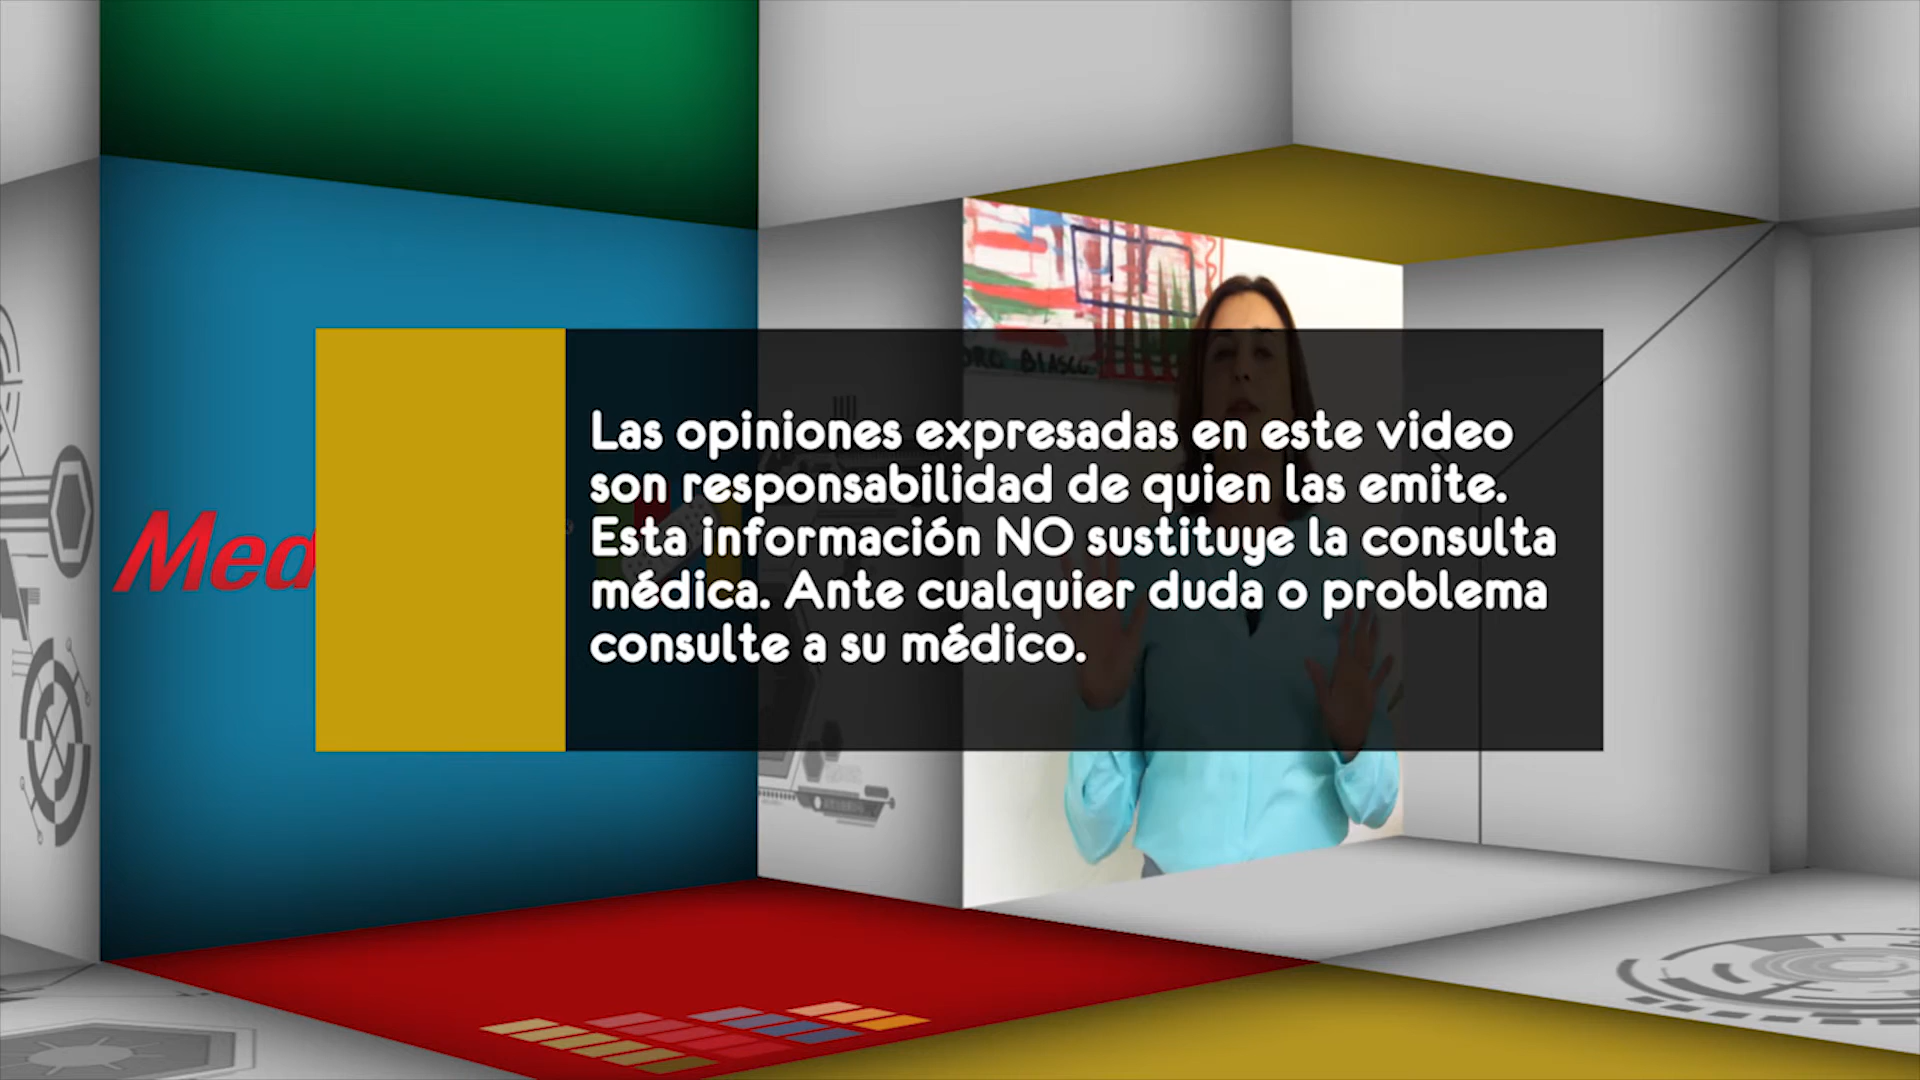 Las opiniones expresadas en este video
son responsabilidad de quien las emite.
Esta información NO sustituye la consulta
médica. Ante cualquier duda o problema
consulte a su médico.
Med
BIASCO